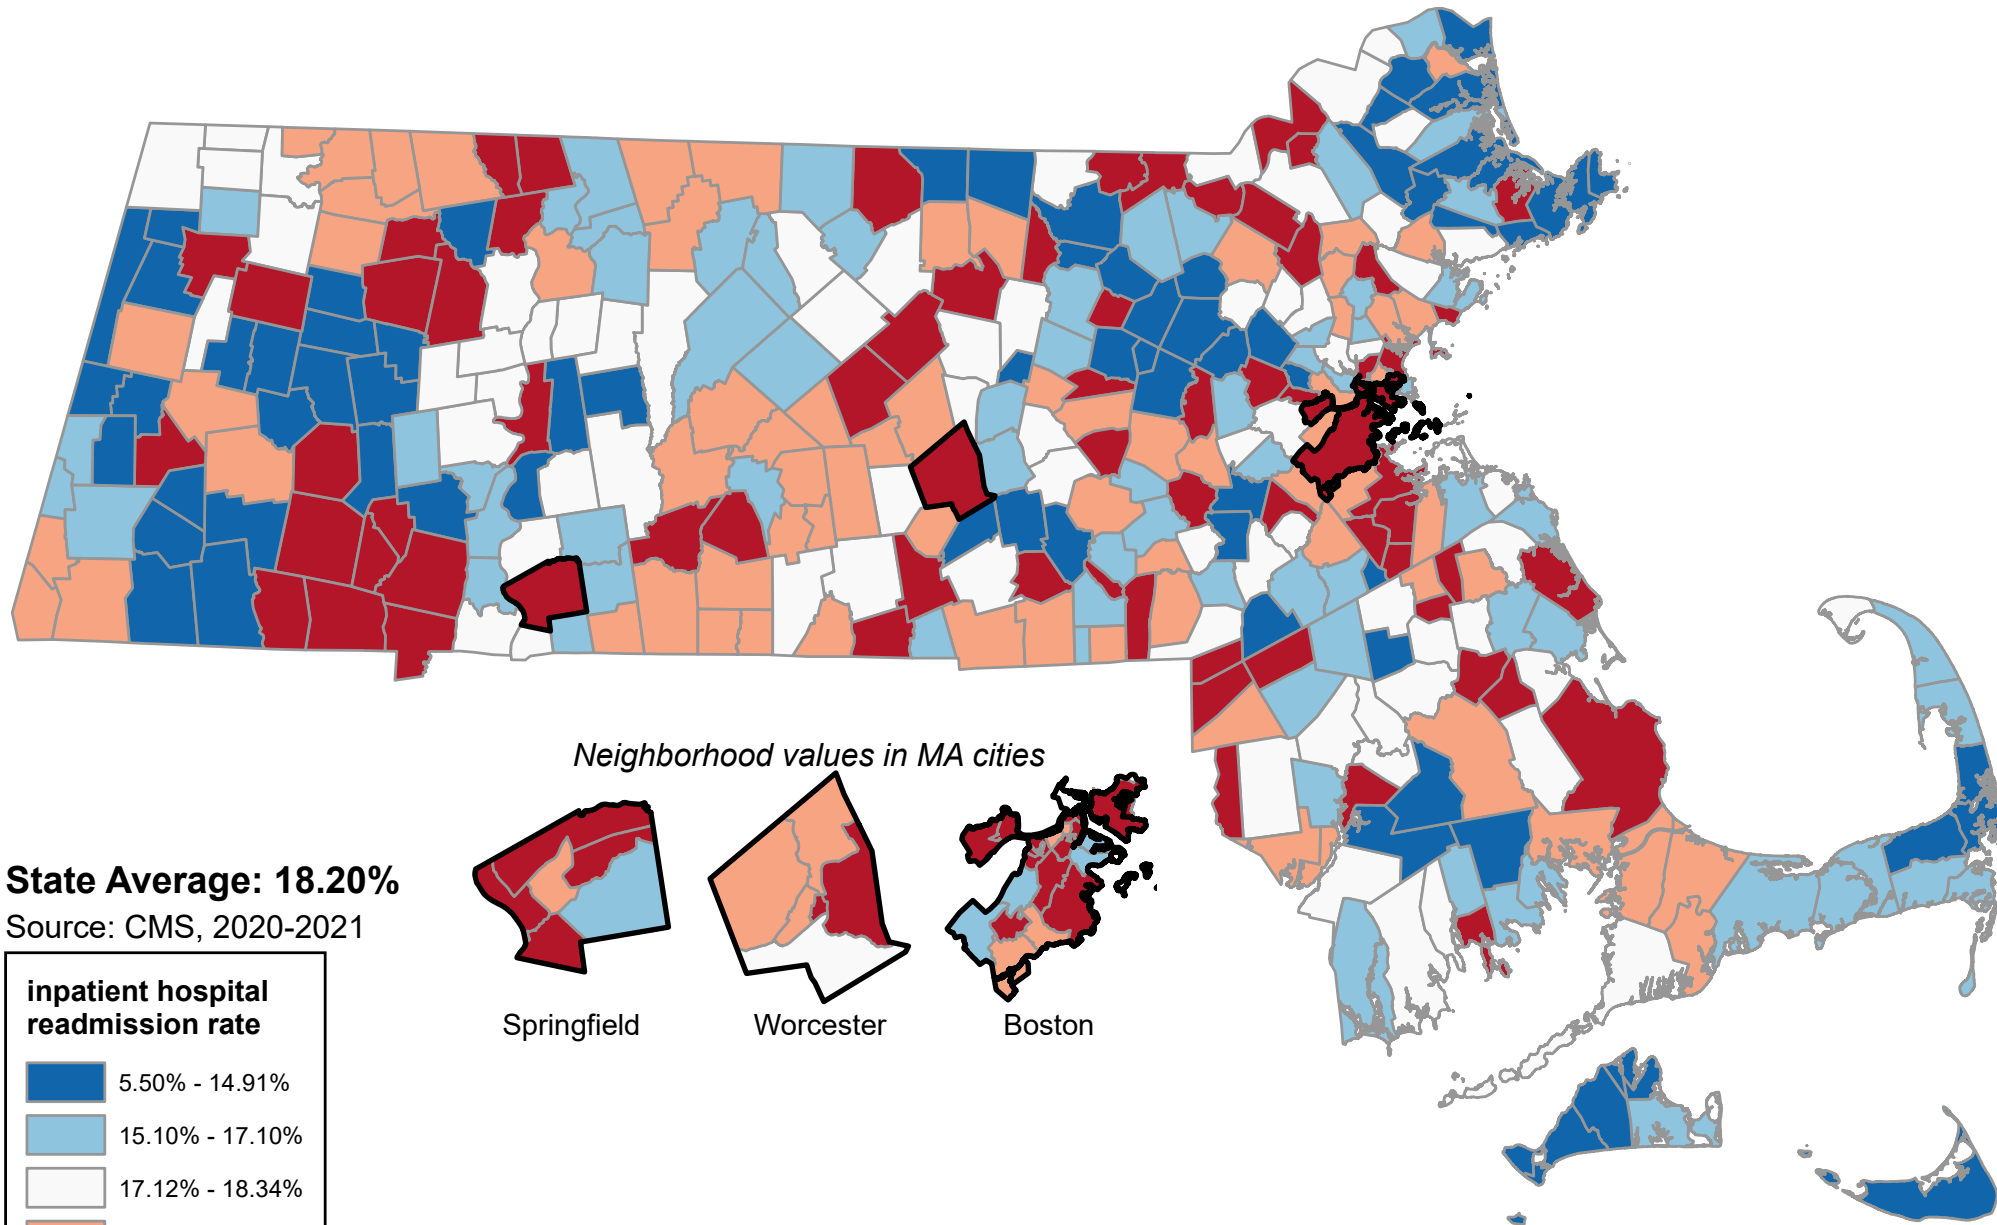 Neighborhood values in MA cities
State Average: 18.20%
Source: CMS, 2020-2021
inpatient hospital
readmission rate
5.50% - 14.91%
15.10% - 17.10%
17.12% - 18.34%
Springfield
Worcester
Boston